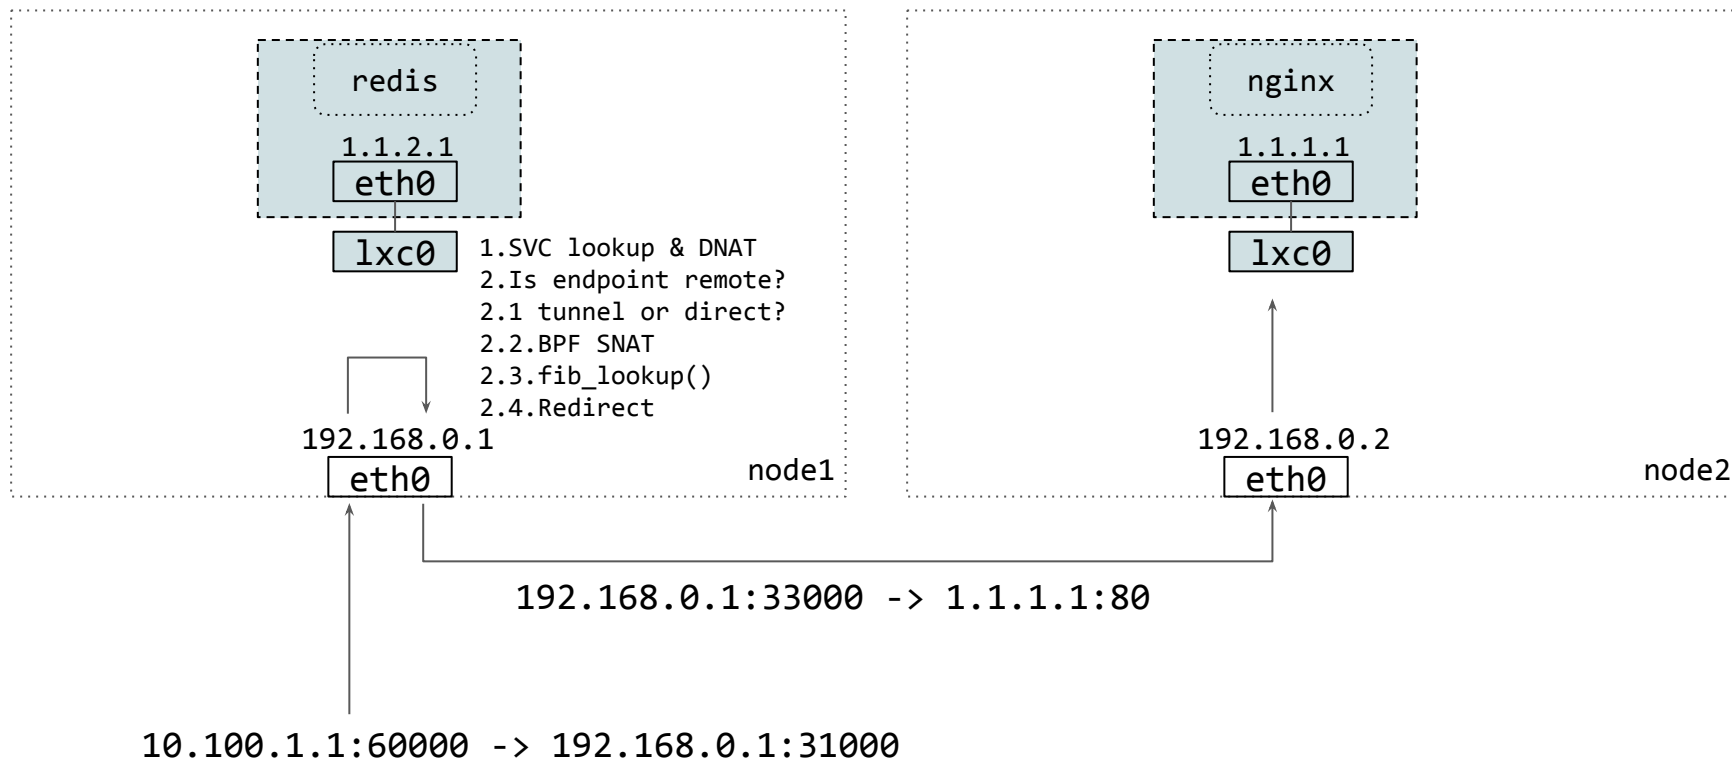 redis
1.1.2.1
eth0
lxc0
1.SVC lookup & DNAT
2.Is endpoint remote?
2.1 tunnel or direct?
2.2.BPF SNAT
2.3.fib_lookup()
2.4.Redirect
192.168.0.1
eth0
node1
nginx
1.1.1.1
eth0
lxc0
192.168.0.2
eth0
node2
192.168.0.1:33000 -> 1.1.1.1:80
10.100.1.1:60000 -> 192.168.0.1:31000